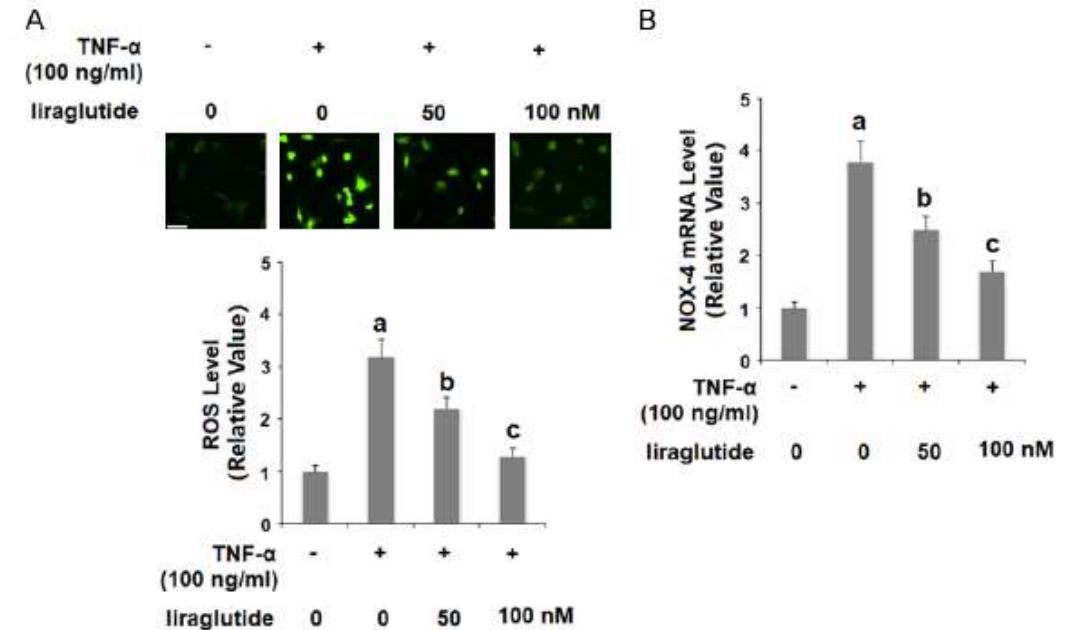 A
TNF-α - + + +
(100 ng/ml)
liraglutide 0 0 50 100 nM
5
4
3
2
1
0
ROS Level
(Relative Value)
a
b
c
TNF-α - + + +
(100 ng/ml)
liraglutide 0 0 50 100 nM
B
5
4
3
2
1
0
NOX-4 mRNA Level
(Relative Value)
a
b
c
TNF-α - + + +
(100 ng/ml)
liraglutide 0 0 50 100 nM